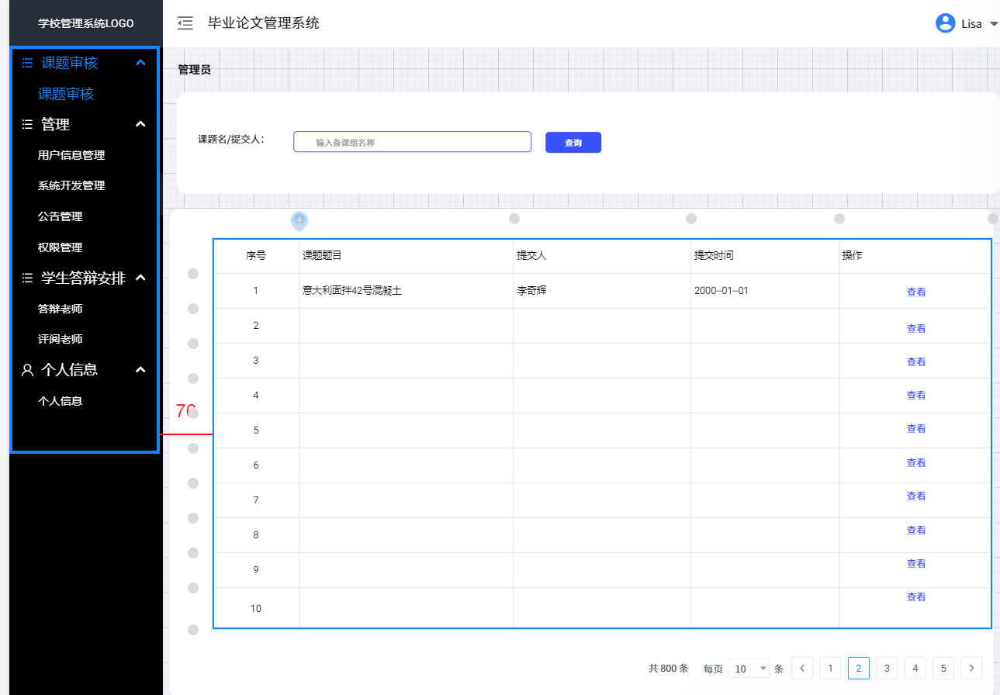 学校管理系统LOGO
毕业论文管理系统
Lisa
课题审核
课题审核
管理
用户信息管理
系统开发管理
公告管理
权限管理
学生答辩安排
答辩老师
评阅老师
个人信息
个人信息
管理员
课题名/提交人: 输入备课组名称 查询
序号 课题题目 提交人 提交时间 操作
1 意大利面拌42号混凝土 李奇辉 2000--01--01 查看
2 查看
3 查看
4 查看
5 查看
6 查看
7 查看
8 查看
9 查看
10 查看
共 800 条 每页 10 条 1 2 3 4 5